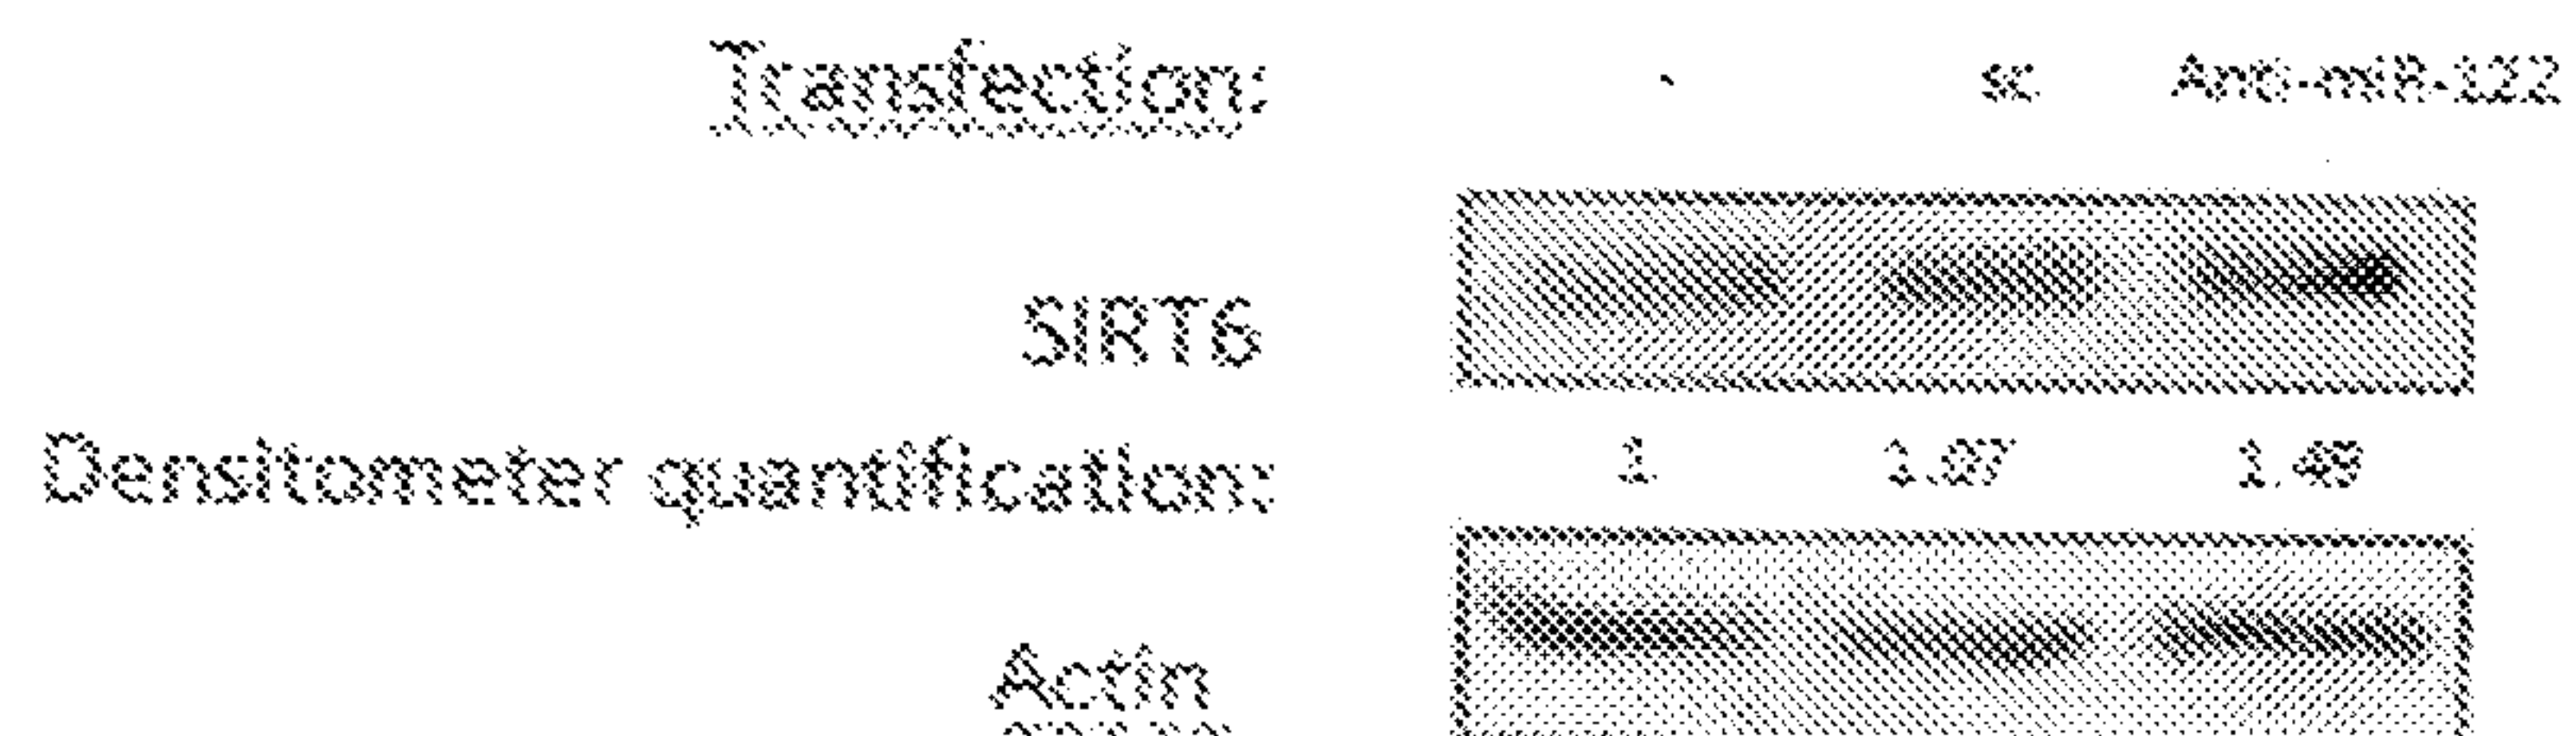 Transfection: - sc Anti-miR-122
SIRT6
Densitometer quantification: 1 1.07 1.49
Actin